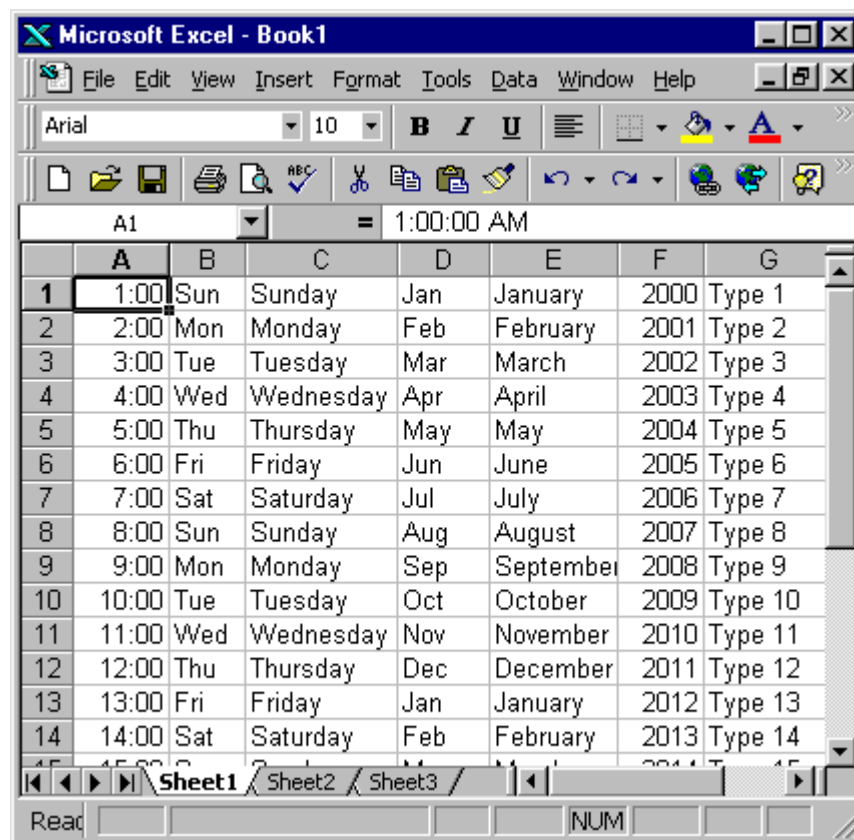 Microsoft Excel - Book1
File Edit View Insert Format Tools Data Window Help
Arial 10 B I U A
ABC
A1 = 1:00:00 AM
A B C D E F G
1 1:00 Sun Sunday Jan January 2000 Type 1
2 2:00 Mon Monday Feb February 2001 Type 2
3 3:00 Tue Tuesday Mar March 2002 Type 3
4 4:00 Wed Wednesday Apr April 2003 Type 4
5 5:00 Thu Thursday May May 2004 Type 5
6 6:00 Fri Friday Jun June 2005 Type 6
7 7:00 Sat Saturday Jul July 2006 Type 7
8 8:00 Sun Sunday Aug August 2007 Type 8
9 9:00 Mon Monday Sep September 2008 Type 9
10 10:00 Tue Tuesday Oct October 2009 Type 10
11 11:00 Wed Wednesday Nov November 2010 Type 11
12 12:00 Thu Thursday Dec December 2011 Type 12
13 13:00 Fri Friday Jan January 2012 Type 13
14 14:00 Sat Saturday Feb February 2013 Type 14
Sheet1 Sheet2 Sheet3
Read NUM